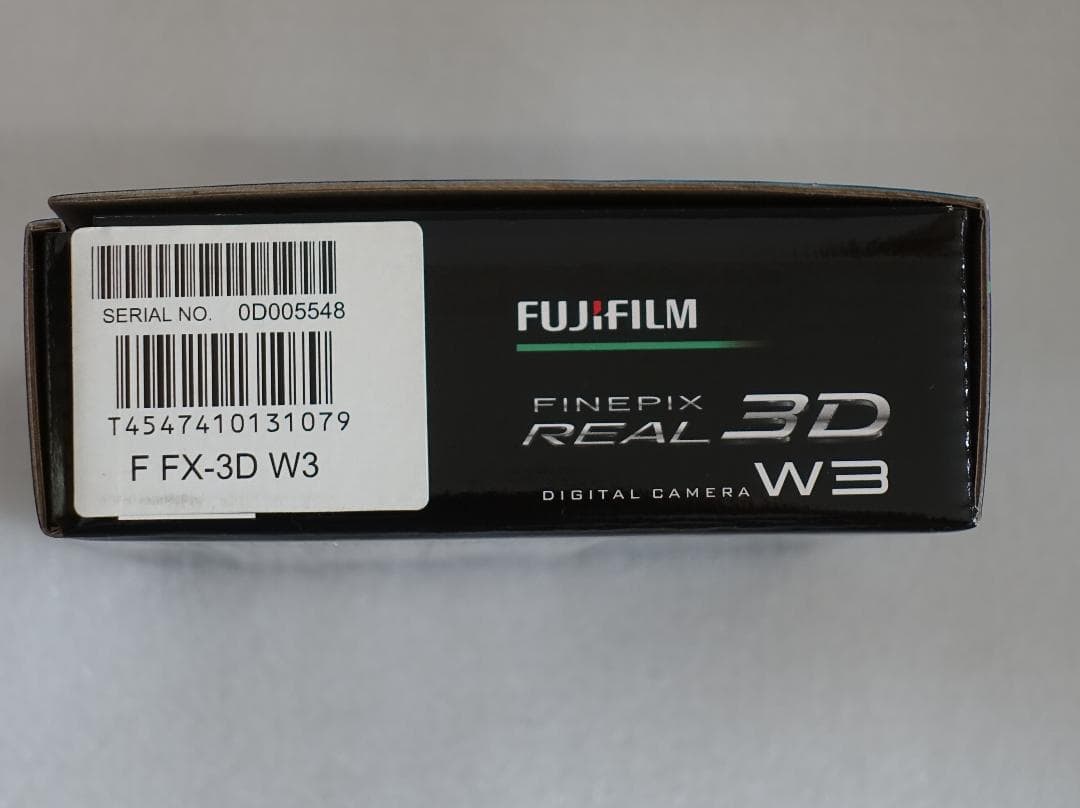 SERIAL NO. 0D005548
T4547410131079
F FX-3D W3
FUJIFILM
FINEPIX
REAL 3D
DIGITAL CAMERA W3